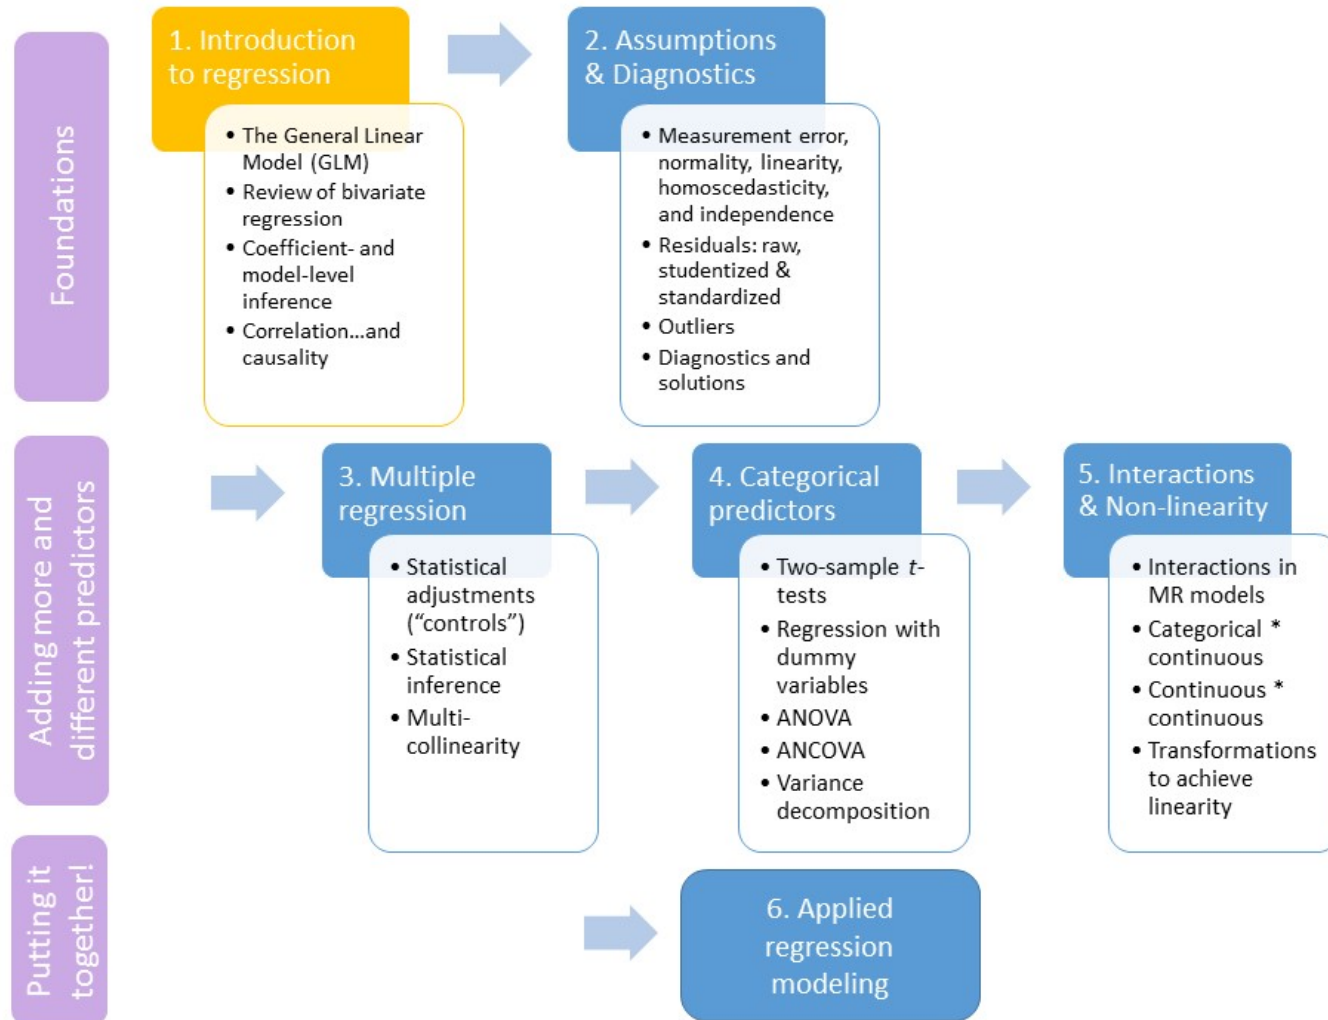 Foundations
1. Introduction
to regression
• The General Linear
Model (GLM)
• Review of bivariate
regression
• Coefficient- and
model-level
inference
• Correlation...and
causality
2. Assumptions
& Diagnostics
• Measurement error,
normality, linearity,
homoscedasticity,
and independence
• Residuals: raw,
studentized &
standardized
• Outliers
• Diagnostics and
solutions
Adding more and
different predictors
3. Multiple
regression
• Statistical
adjustments
(“controls”)
• Statistical
inference
• Multi-
collinearity
4. Categorical
predictors
• Two-sample t-
tests
• Regression with
dummy
variables
• ANOVA
• ANCOVA
• Variance
decomposition
5. Interactions
& Non-linearity
• Interactions in
MR models
• Categorical *
continuous
• Continuous *
continuous
• Transformations
to achieve
linearity
Putting it
together!
6. Applied
regression
modeling